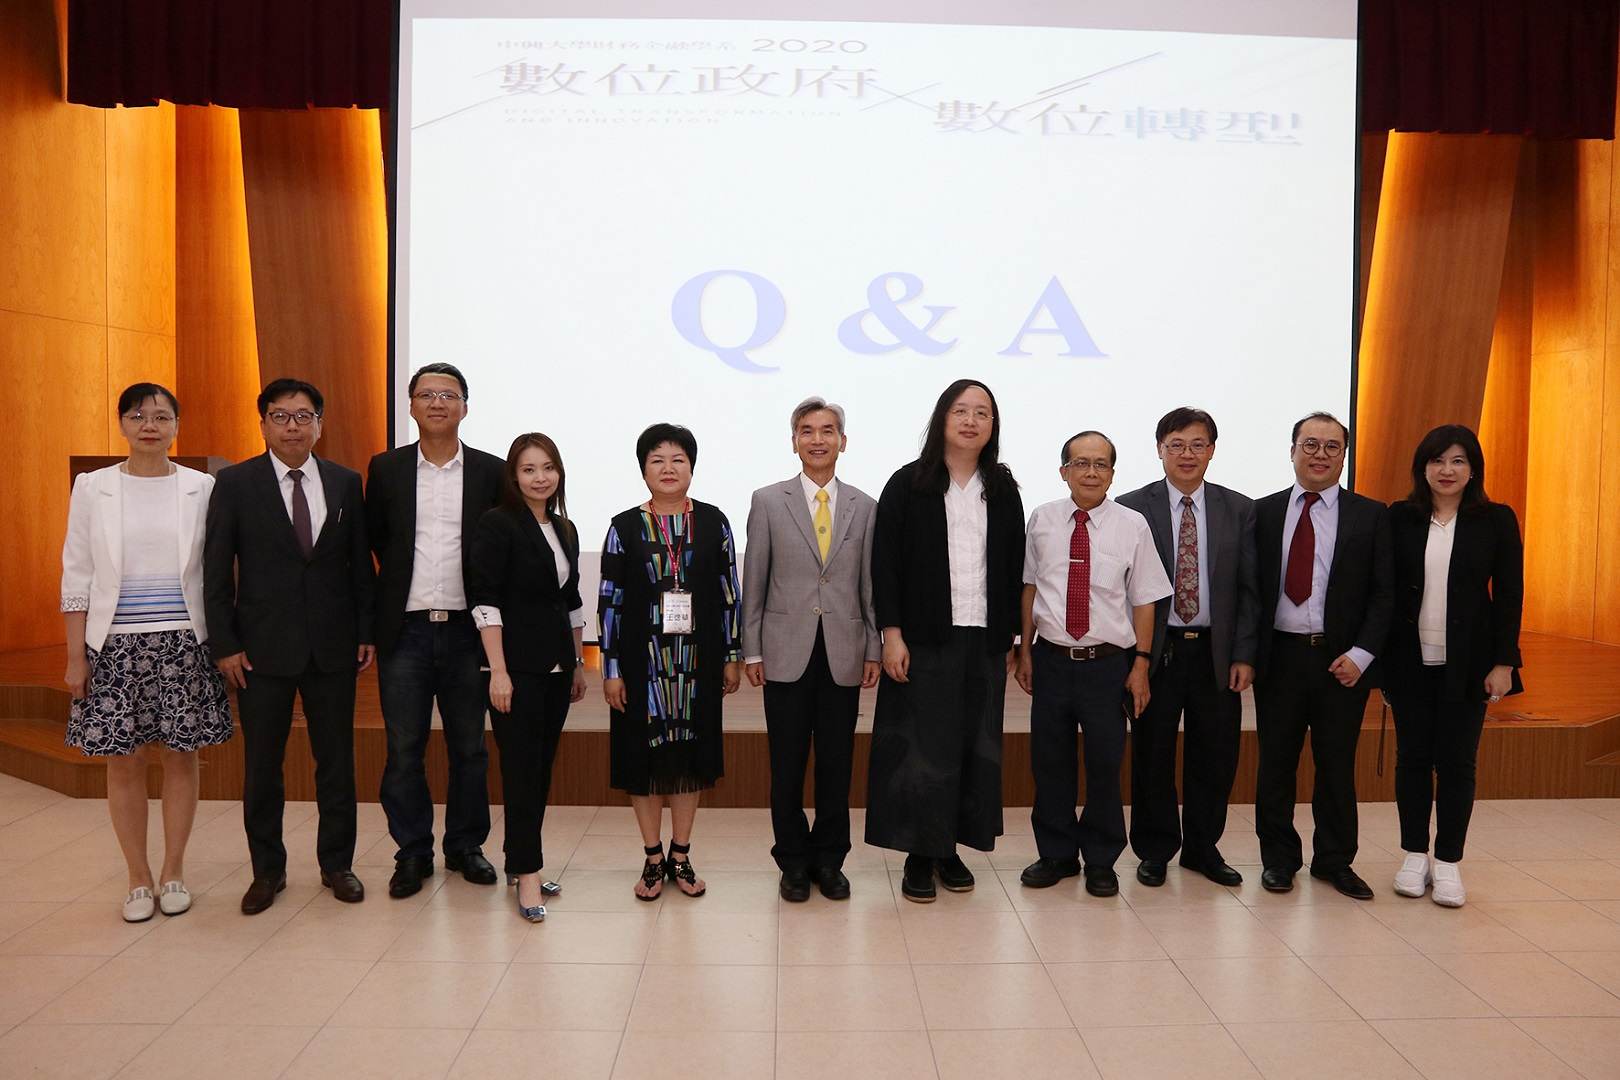 中興大學財務金融學系 2020
數位政府
DIGITAL TRANSFORMATION
AND INNOVATION
數位轉型
Q & A